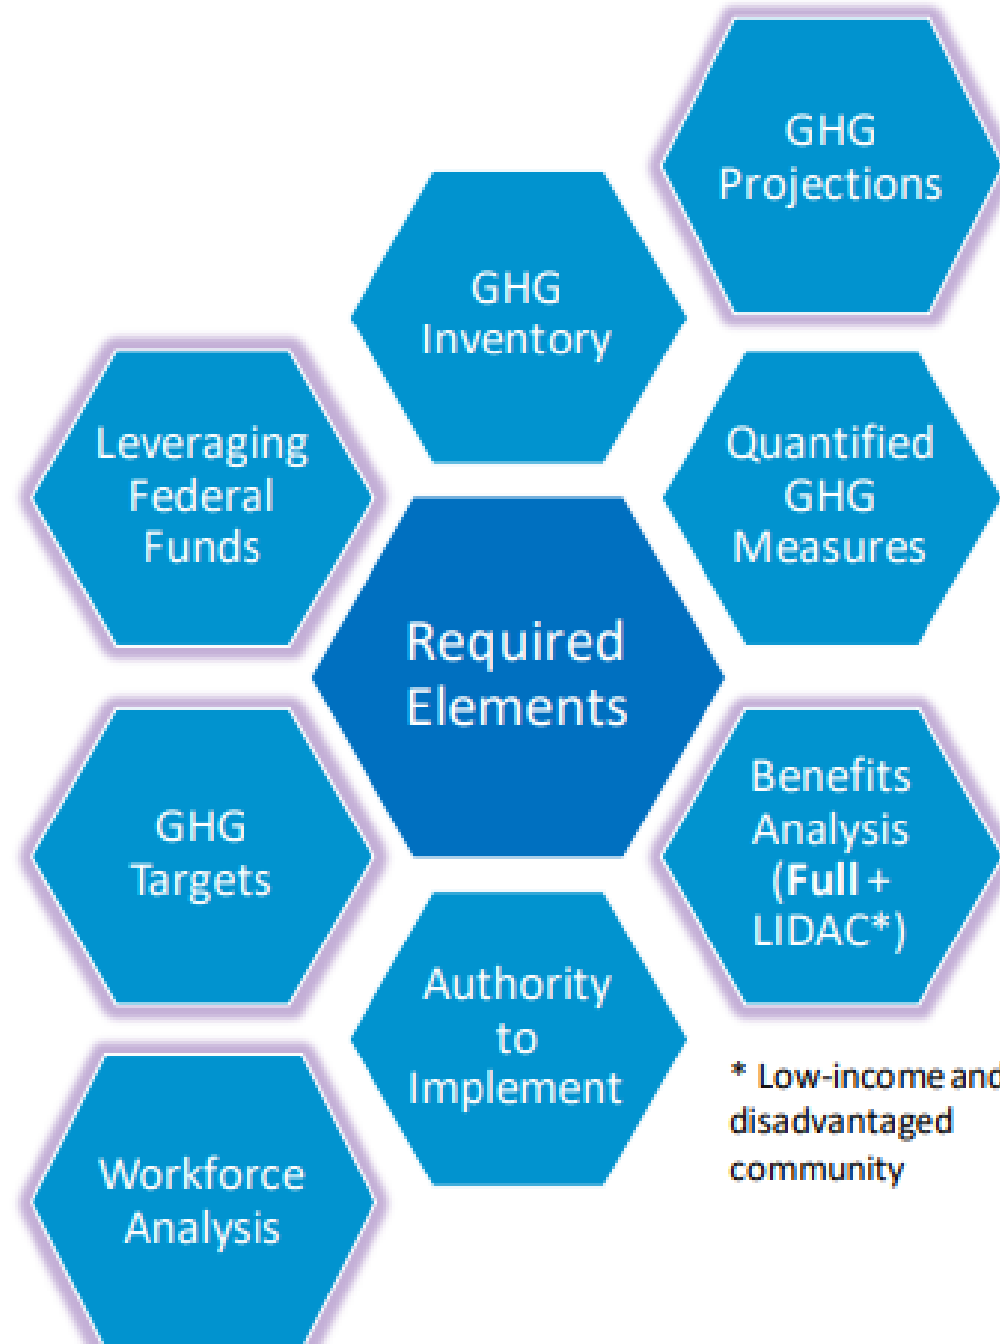 GHG
Projections
GHG
Inventory
Leveraging
Federal
Funds
Quantified
GHG
Measures
Required
Elements
GHG
Targets
Benefits
Analysis
(Full +
LIDAC*)
Authority
to
Implement
* Low-income and
disadvantaged
community
Workforce
Analysis